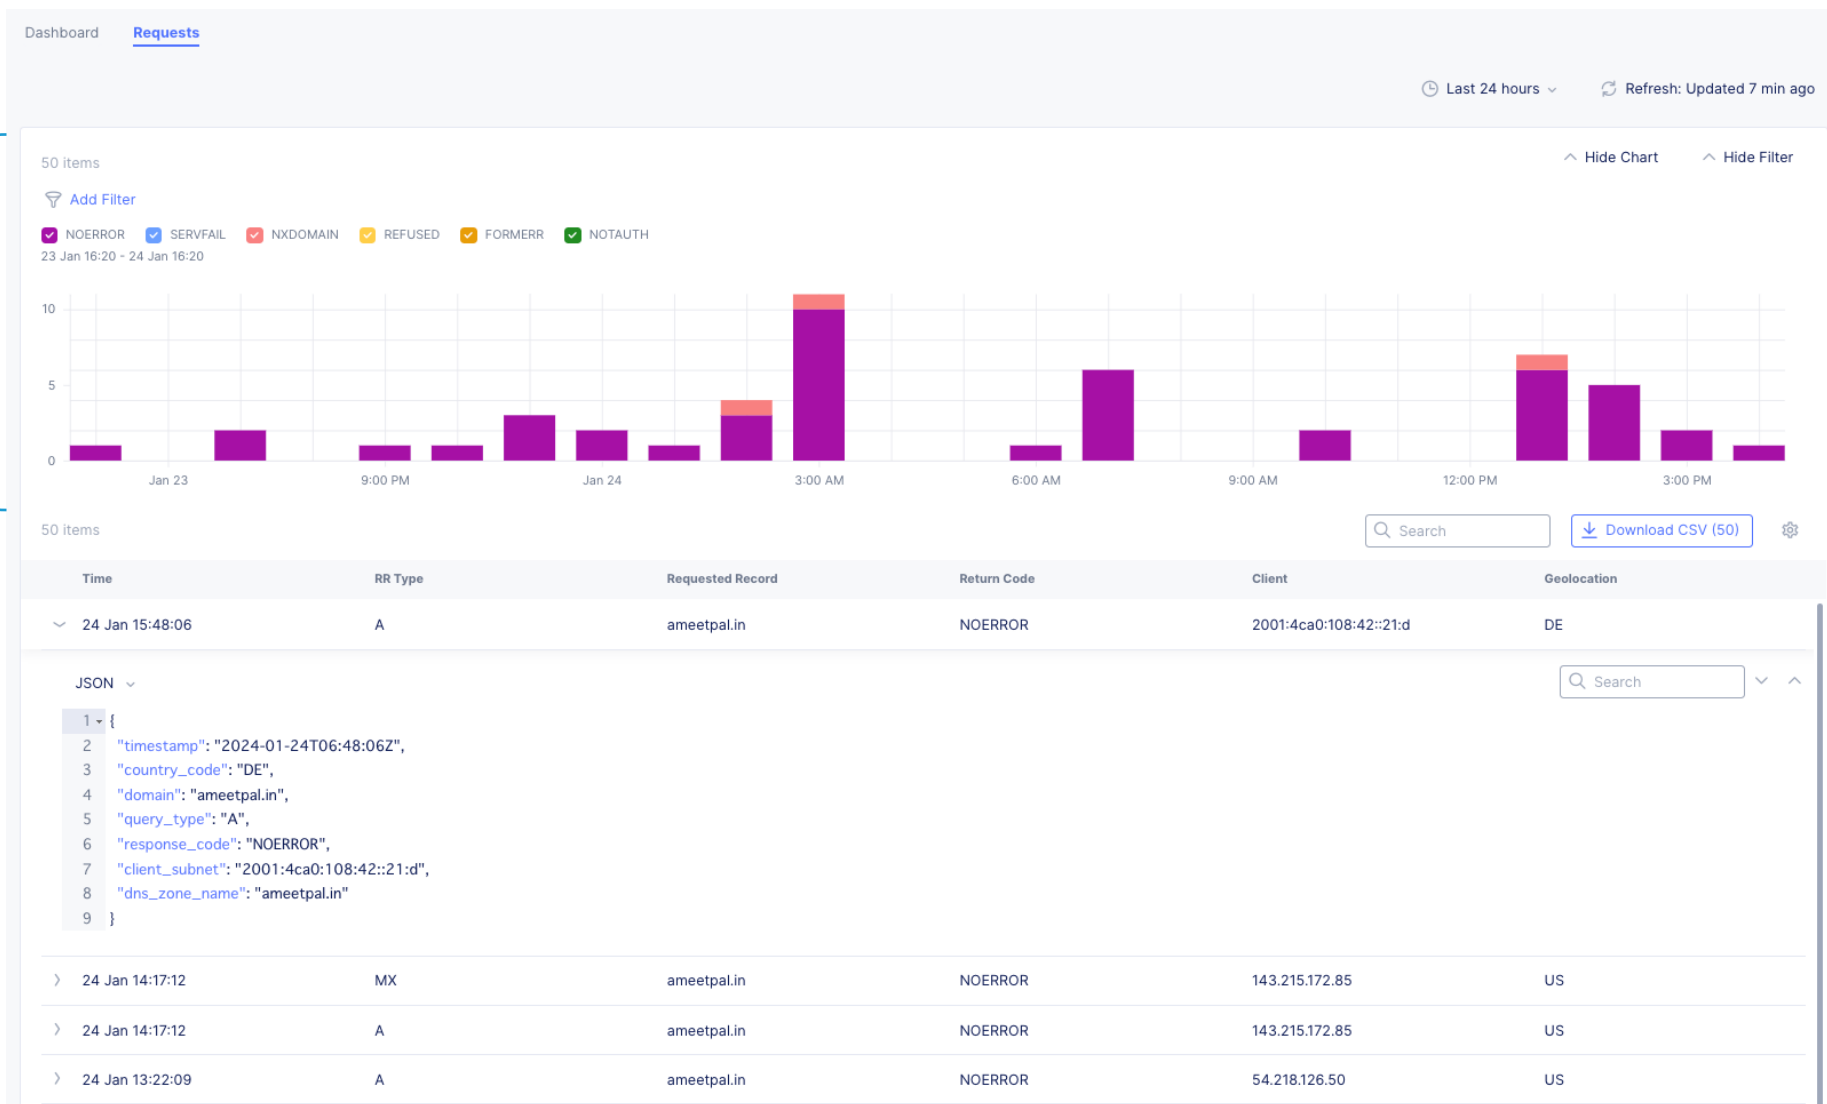 Dashboard Requests
Last 24 hours Refresh: Updated 7 min ago
50 items Hide Chart Hide Filter
Add Filter
NOERROR SERVFAIL NXDOMAIN REFUSED FORMERR NOTAUTH
23 Jan 16:20 - 24 Jan 16:20
10
5
0
Jan 23 9:00 PM Jan 24 3:00 AM 6:00 AM 9:00 AM 12:00 PM 3:00 PM
50 items Search Download CSV (50)
Time RR Type Requested Record Return Code Client Geolocation
24 Jan 15:48:06 A ameetpal.in NOERROR 2001:4ca0:108:42::21:d DE
JSON Search
1 {
2 "timestamp": "2024-01-24T06:48:06Z",
3 "country_code": "DE",
4 "domain": "ameetpal.in",
5 "query_type": "A",
6 "response_code": "NOERROR",
7 "client_subnet": "2001:4ca0:108:42::21:d",
8 "dns_zone_name": "ameetpal.in"
9 }
24 Jan 14:17:12 MX ameetpal.in NOERROR 143.215.172.85 US
24 Jan 14:17:12 A ameetpal.in NOERROR 143.215.172.85 US
24 Jan 13:22:09 A ameetpal.in NOERROR 54.218.126.50 US